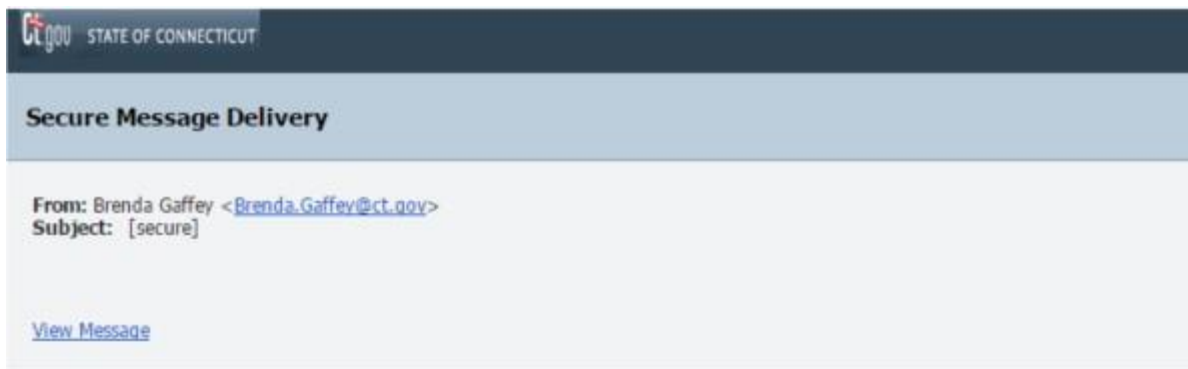 Ct.gov STATE OF CONNECTICUT
Secure Message Delivery
From: Brenda Gaffey <Brenda.Gaffey@ct.gov>
Subject: [secure]
View Message